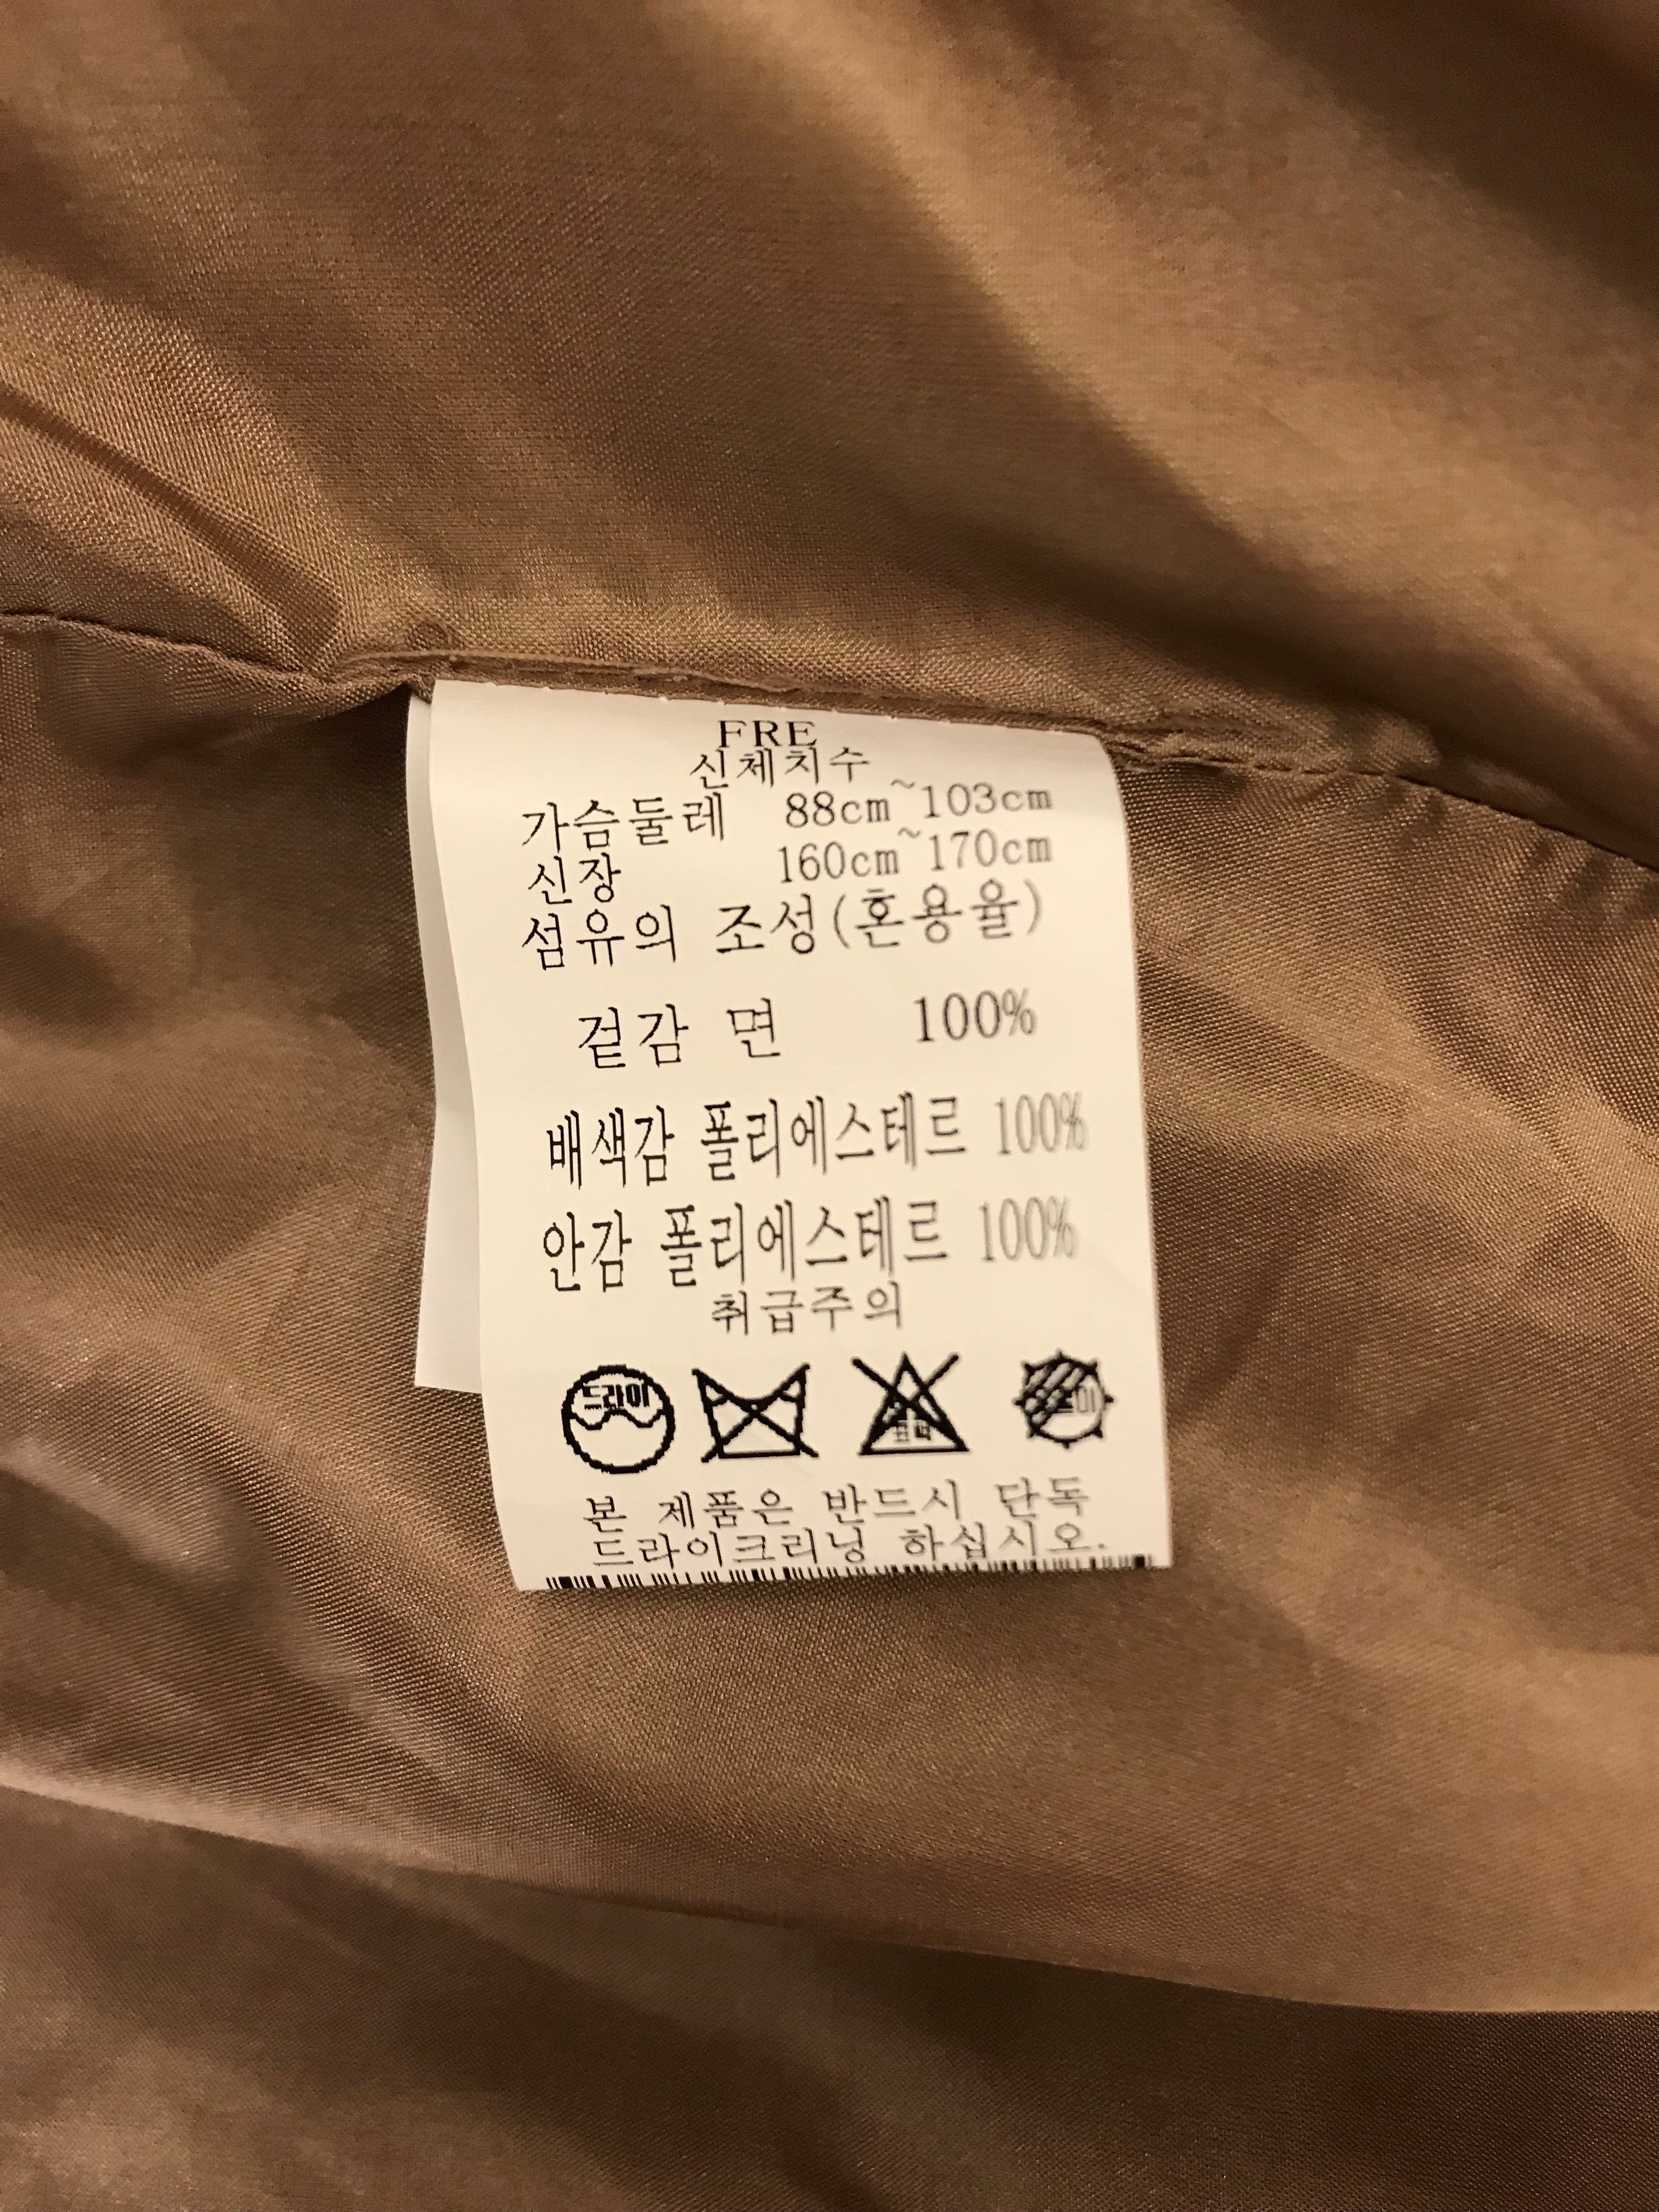 FRE
신체치수
가슴둘레 88cm~103cm
신장 160cm~170cm
섬유의 조성(혼용율)
겉감 면 100%
배색감 폴리에스테르 100%
안감 폴리에스테르 100%
취급주의
드라이
본 제품은 반드시 단독
드라이크리닝 하십시오.